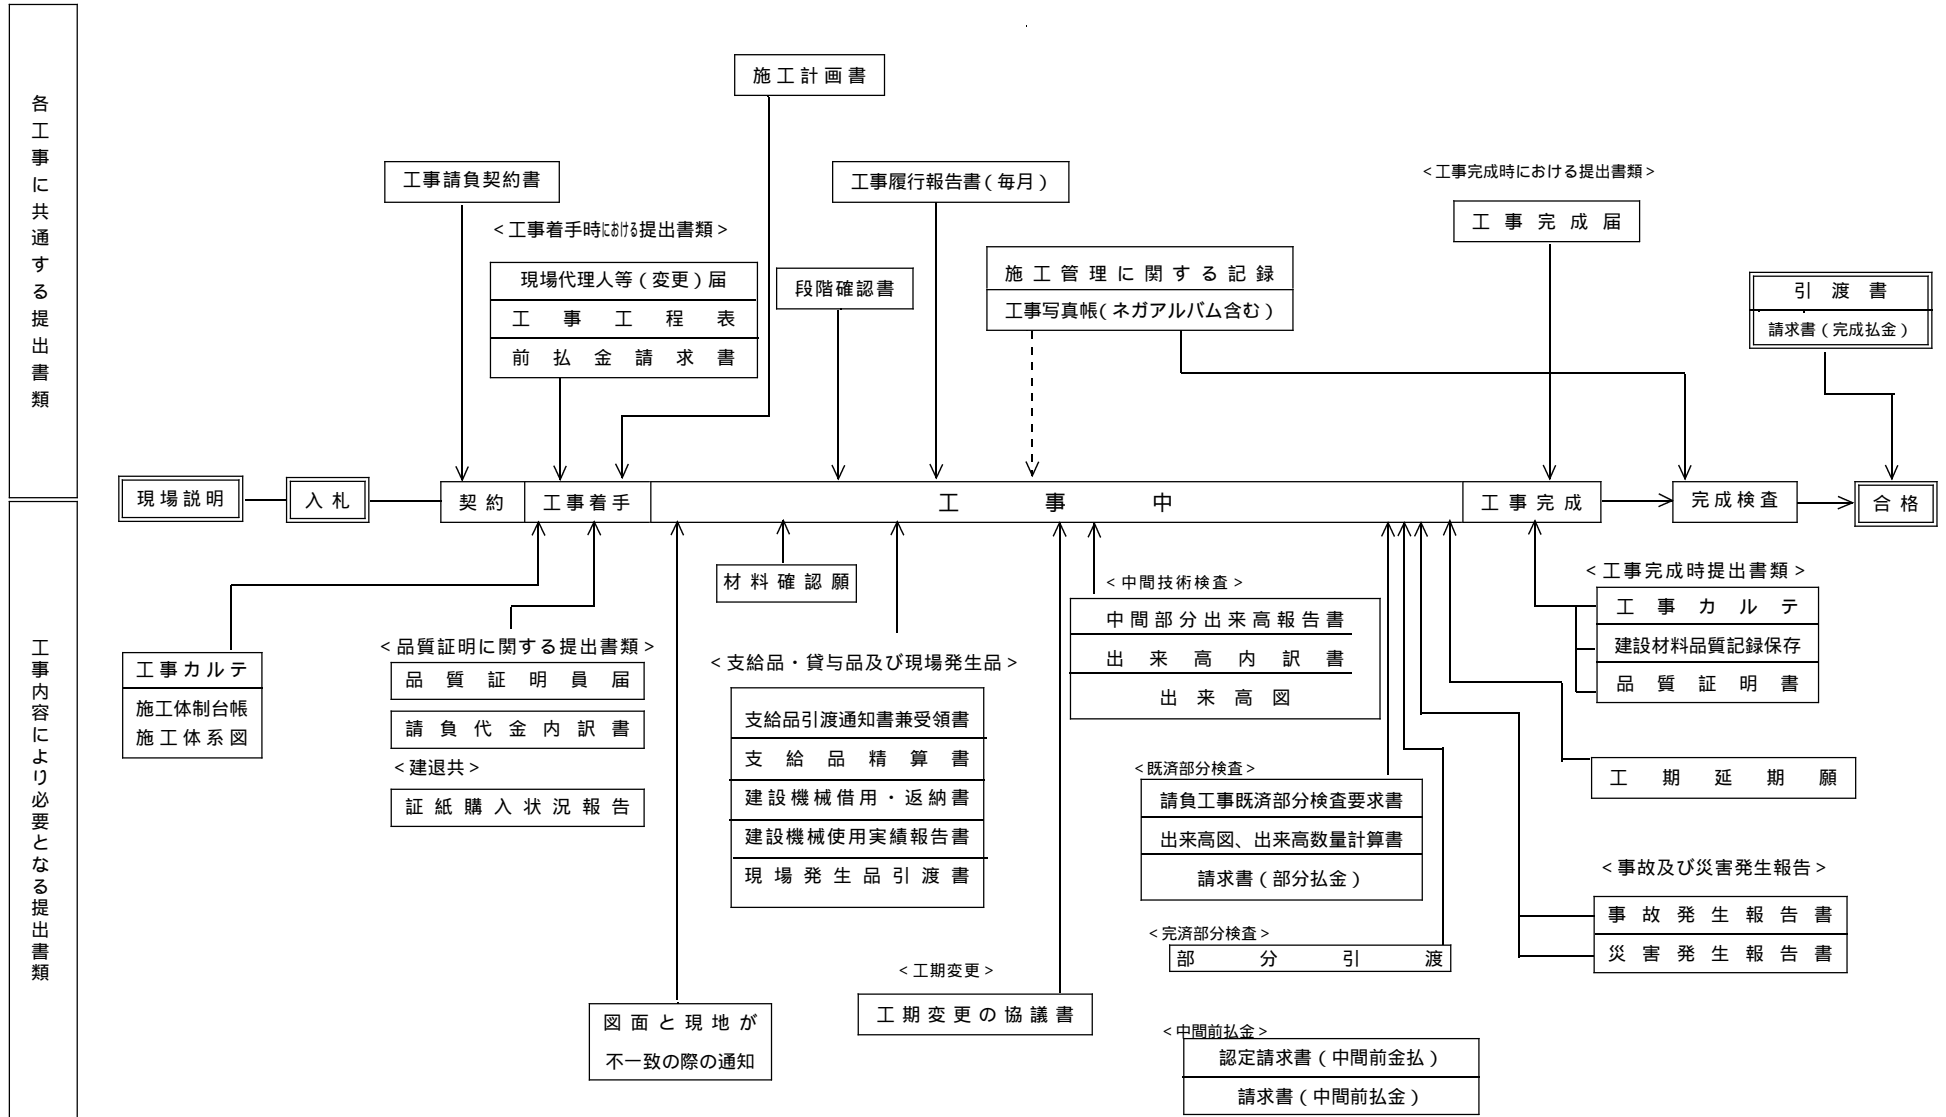 各工事に共通する提出書類
施工計画書
工事請負契約書
工事履行報告書(毎月)
<工事完成時における提出書類>
工事完成届
<工事着手時における提出書類>
現場代理人等(変更)届
工事工程表
前払金請求書
段階確認書
施工管理に関する記録
工事写真帳(ネガアルバム含む)
引渡書
請求書(完成払金)
現場説明
入札
契約
工事着手
工事中
工事完成
完成検査
合格
工事内容により必要となる提出書類
工事カルテ
施工体制台帳
施工体系図
<品質証明に関する提出書類>
品質証明員届
請負代金内訳書
<建退共>
証紙購入状況報告
図面と現地が
不一致の際の通知
材料確認願
<支給品・貸与品及び現場発生品>
支給品引渡通知書兼受領書
支給品精算書
建設機械借用・返納書
建設機械使用実績報告書
現場発生品引渡書
<工期変更>
工期変更の協議書
<中間技術検査>
中間部分出来高報告書
出来高内訳書
出来高図
<既済部分検査>
請負工事既済部分検査要求書
出来高図、出来高数量計算書
請求書(部分払金)
<完済部分検査>
部分引渡
<中間前払金>
認定請求書(中間前金払)
請求書(中間前払金)
<工事完成時提出書類>
工事カルテ
建設材料品質記録保存
品質証明書
工期延期願
<事故及び災害発生報告>
事故発生報告書
災害発生報告書